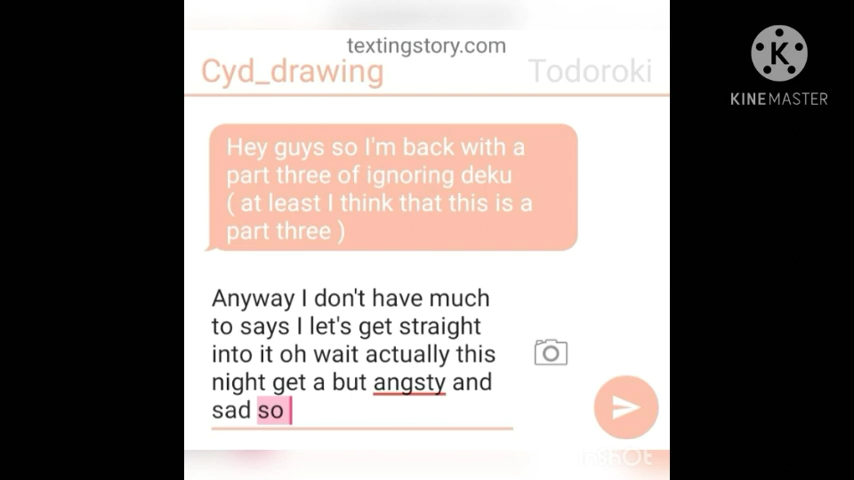 textingstory.com
Cyd_drawing
Todoroki
KINEMASTER
Hey guys so I'm back with a
part three of ignoring deku
( at least I think that this is a
part three )
Anyway I don't have much
to says I let's get straight
into it oh wait actually this
night get a but angsty and
sad so